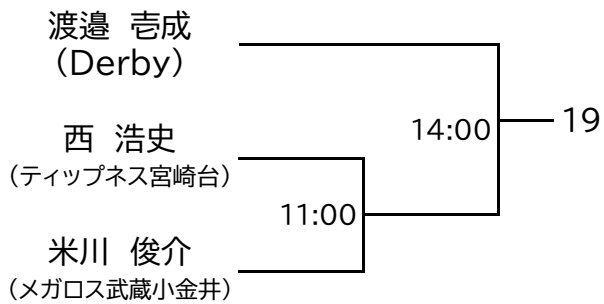 渡邉 壱成
(Derby)
14:00
19
西 浩史
(ティップネス宮崎台)
11:00
米川 俊介
(メガロス武蔵小金井)